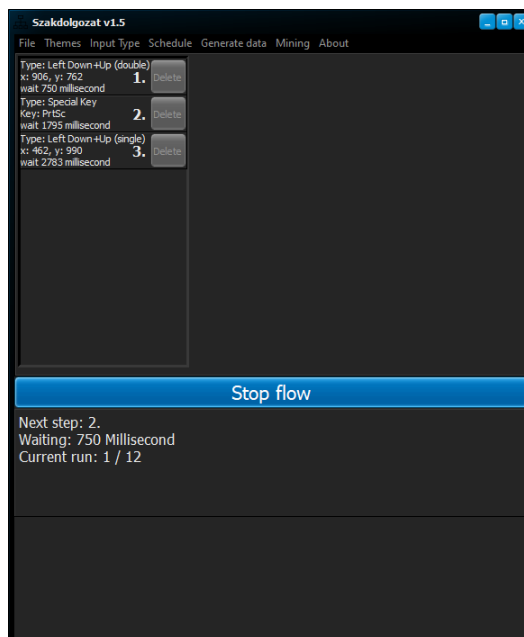 Szakdolgozat v1.5
File Themes Input Type Schedule Generate data Mining About
Type: Left Down+Up (double)
x: 906, y: 762
wait 750 millisecond
1.
Delete
Type: Special Key
Key: PrtSc
wait 1795 millisecond
2.
Delete
Type: Left Down+Up (single)
x: 462, y: 990
wait 2783 millisecond
3.
Delete
Stop flow
Next step: 2.
Waiting: 750 Millisecond
Current run: 1 / 12